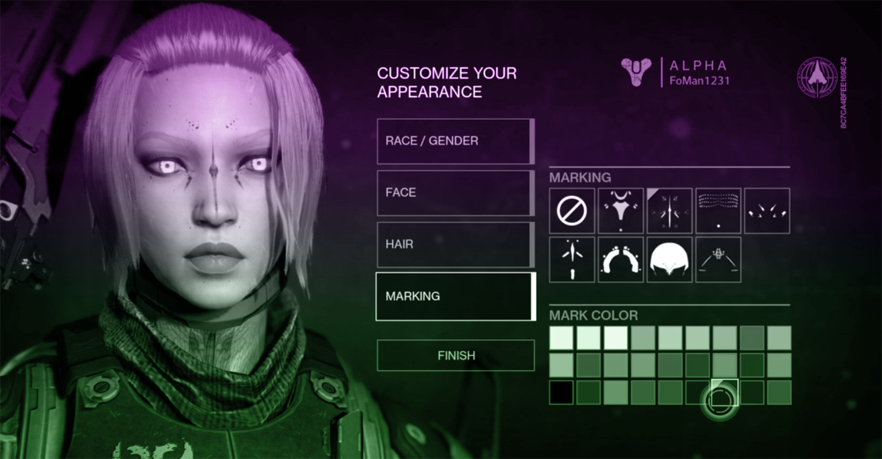 CUSTOMIZE YOUR
APPEARANCE
RACE / GENDER
FACE
HAIR
MARKING
FINISH
ALPHA
FoMan1231
MARKING
MARK COLOR